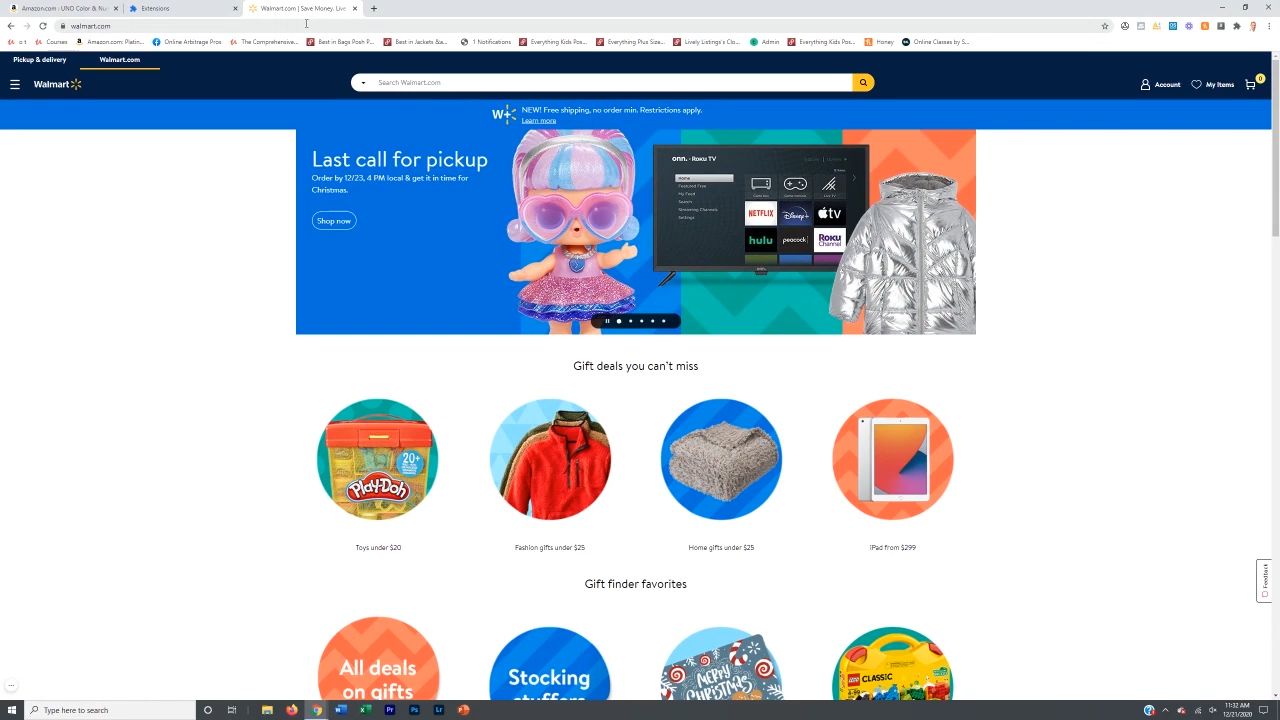 Amazon.com : UNO Color & Nu
Extensions
Walmart.com | Save Money. Live
walmart.com
o t
Courses
Amazon.com: Platin...
Online Arbitrage Pros
The Comprehensive...
Best in Bags Posh P...
Best in Jackets &a...
1 Notifications
Everything Kids Pos...
Everything Plus Size...
Lively Listings's Clo...
Admin
Everything Kids Pos...
Honey
Online Classes by S...
Pickup & delivery
Walmart.com
Walmart
Search Walmart.com
Account
My Items
0
W+
NEW! Free shipping, no order min. Restrictions apply.
Learn more
Last call for pickup
Order by 12/23, 4 PM local & get it in time for
Christmas.
Shop now
onn. · Roku TV
Home
Featured Free
My Feed
Search
Streaming Channels
Settings
Live TV
NETFLIX
Disney+
tv
hulu
peacock
Roku
Channel
onn.
Gift deals you can't miss
20+
Play-Doh
Toys under $20
Fashion gifts under $25
Home gifts under $25
iPad from $299
Feedback
Gift finder favorites
All deals
on gifts
Stocking
stuffers
MERRY
CHRISTMAS
LEGO
CLASSIC
Type here to search
11:32 AM
12/21/2020